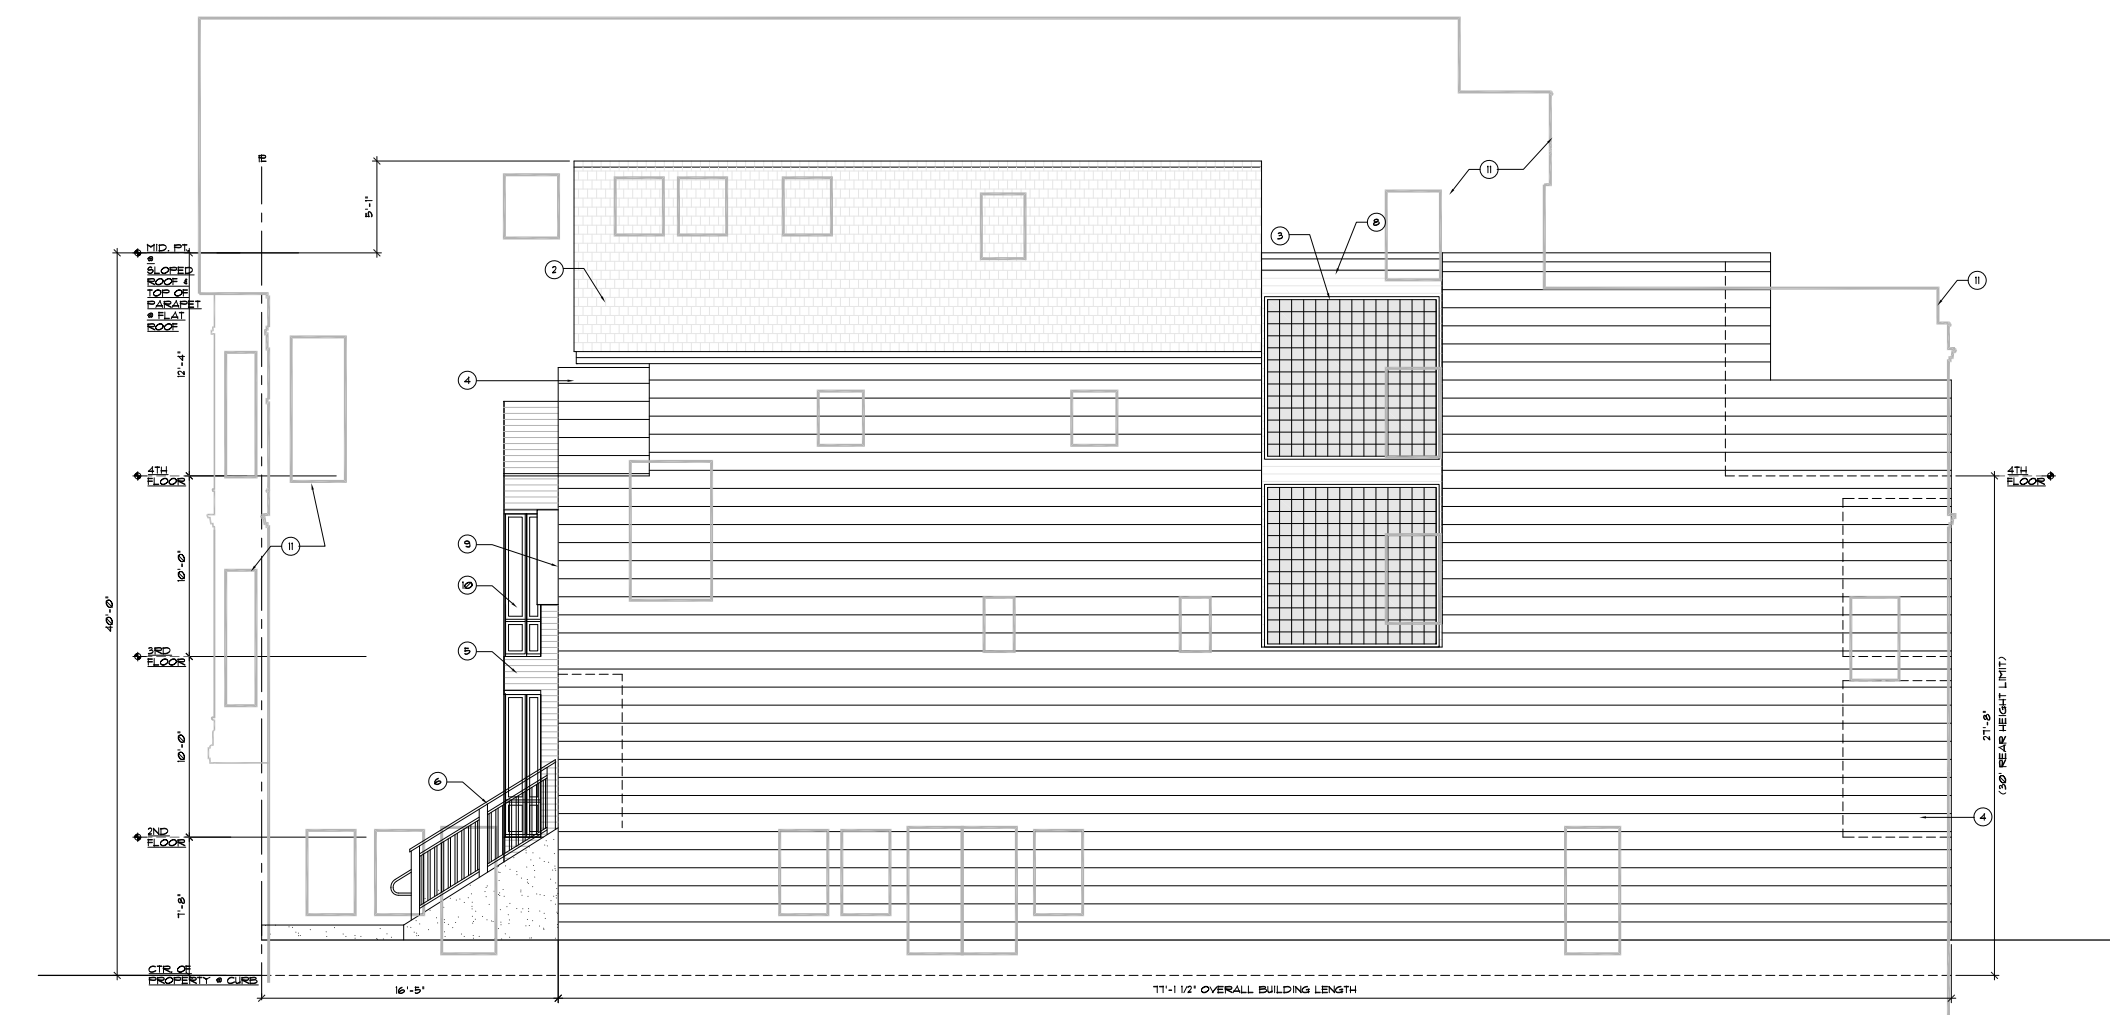 11
P
5'-1"
8
3
MID. PT.
@
SLOPED
ROOF &
TOP OF
PARAPET
@ FLAT
ROOF
2
11
12'-4"
4
4TH
FLOOR
4TH
FLOOR
9
11
10'-0"
10
40'-0"
5
3RD
FLOOR
27'-8"
(30' REAR HEIGHT LIMIT)
10'-0"
6
4
2ND
FLOOR
7'-8"
CTR. OF
PROPERTY @ CURB
16'-5"
77'-1 1/2" OVERALL BUILDING LENGTH